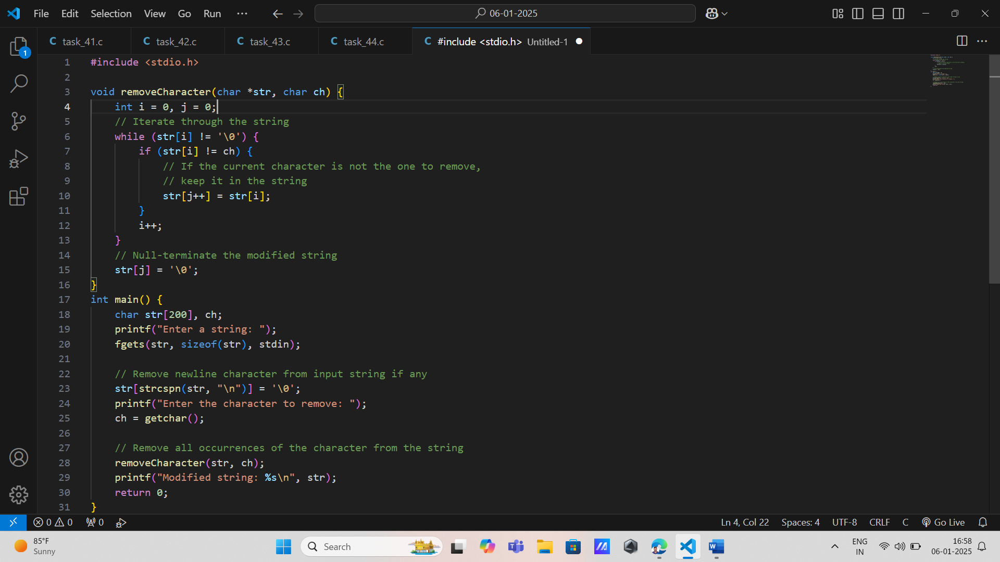 File Edit Selection View Go Run ... 06-01-2025
task_41.c task_42.c task_43.c task_44.c #include <stdio.h> Untitled-1
1 #include <stdio.h>
2
3 void removeCharacter(char *str, char ch) {
4     int i = 0, j = 0;
5     // Iterate through the string
6     while (str[i] != '\0') {
7         if (str[i] != ch) {
8             // If the current character is not the one to remove,
9             // keep it in the string
10             str[j++] = str[i];
11         }
12         i++;
13     }
14     // Null-terminate the modified string
15     str[j] = '\0';
16 }
17 int main() {
18     char str[200], ch;
19     printf("Enter a string: ");
20     fgets(str, sizeof(str), stdin);
21
22     // Remove newline character from input string if any
23     str[strcspn(str, "\n")] = '\0';
24     printf("Enter the character to remove: ");
25     ch = getchar();
26
27     // Remove all occurrences of the character from the string
28     removeCharacter(str, ch);
29     printf("Modified string: %s\n", str);
30     return 0;
31 }
1
0 0 0 Ln 4, Col 22 Spaces: 4 UTF-8 CRLF C Go Live
85°F
Sunny
Search
ENG
IN
16:58
06-01-2025